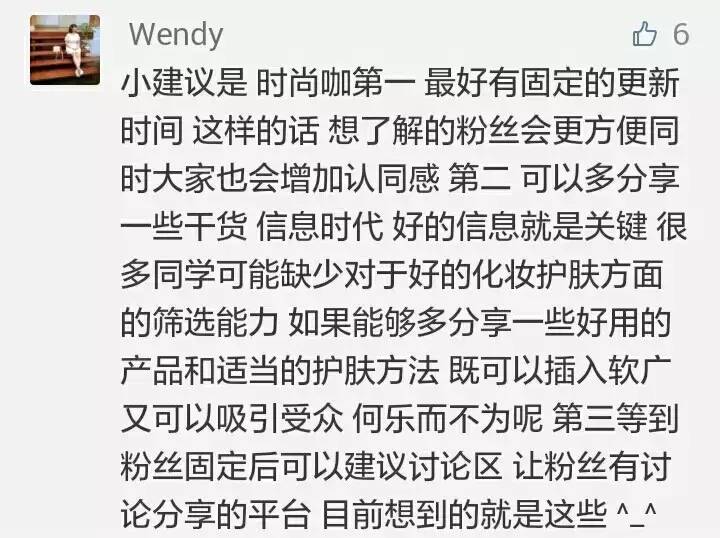 Wendy 6
小建议是 时尚咖第一 最好有固定的更新
时间 这样的话 想了解的粉丝会更方便同
时大家也会增加认同感 第二 可以多分享
一些干货 信息时代 好的信息就是关键 很
多同学可能缺少对于好的化妆护肤方面
的筛选能力 如果能够多分享一些好用的
产品和适当的护肤方法 既可以插入软广
又可以吸引受众 何乐而不为呢 第三等到
粉丝固定后可以建议讨论区 让粉丝有讨
论分享的平台 目前想到的就是这些 ^_^